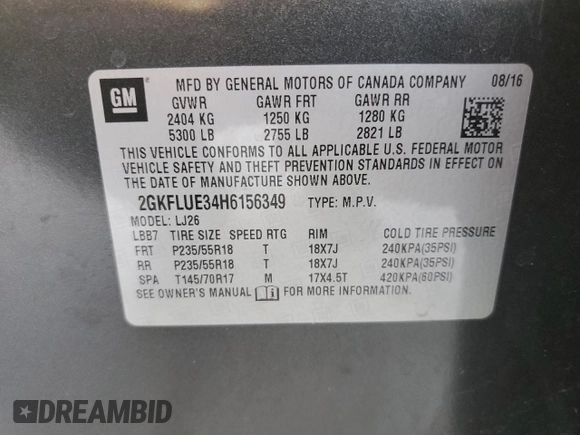 GM
MFD BY GENERAL MOTORS OF CANADA COMPANY 08/16
GVWR GAWR FRT GAWR RR
2404 KG 1250 KG 1280 KG
5300 LB 2755 LB 2821 LB
THIS VEHICLE CONFORMS TO ALL APPLICABLE U.S. FEDERAL MOTOR
VEHICLE SAFETY AND THEFT PREVENTION STANDARDS IN EFFECT ON
THE DATE OF MANUFACTURE SHOWN ABOVE.
2GKFLUE34H6156349 TYPE: M.P.V.
MODEL: LJ26
LBB7 TIRE SIZE SPEED RTG RIM COLD TIRE PRESSURE
FRT P235/55R18 T 18X7J 240KPA(35PSI)
RR P235/55R18 T 18X7J 240KPA(35PSI)
SPA T145/70R17 M 17X4.5T 420KPA(60PSI)
SEE OWNER'S MANUAL FOR MORE INFORMATION.
DREAMBID